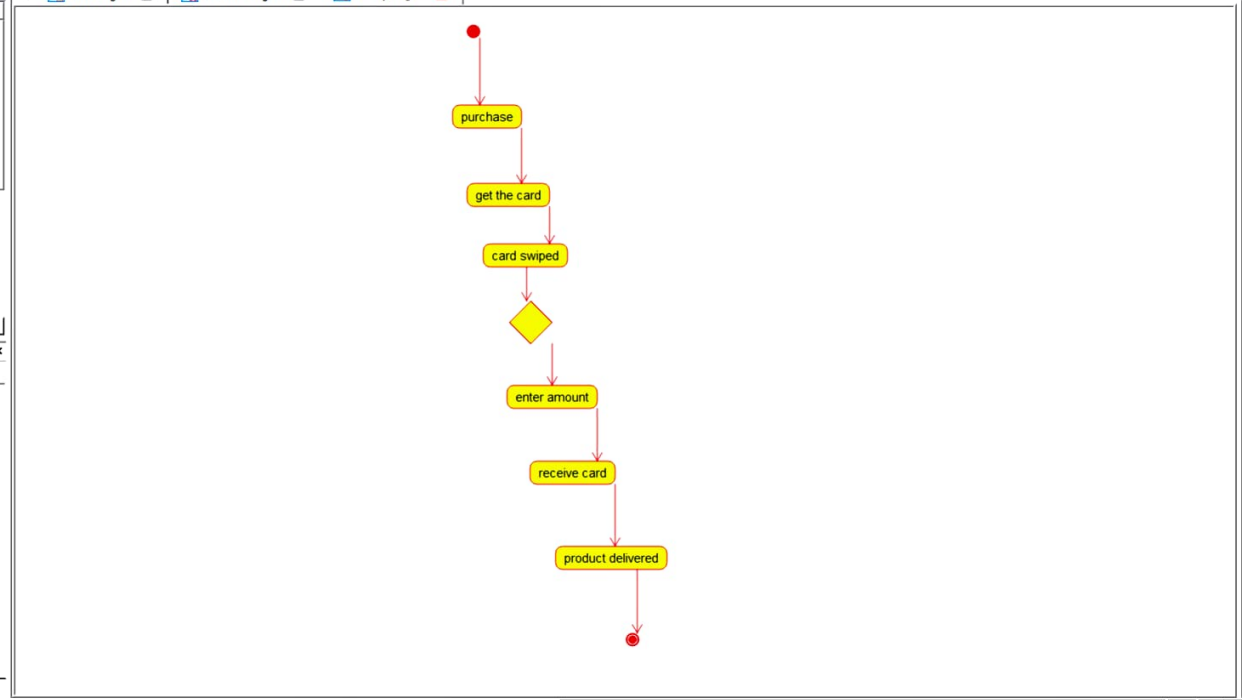 purchase
get the card
card swiped
enter amount
receive card
product delivered